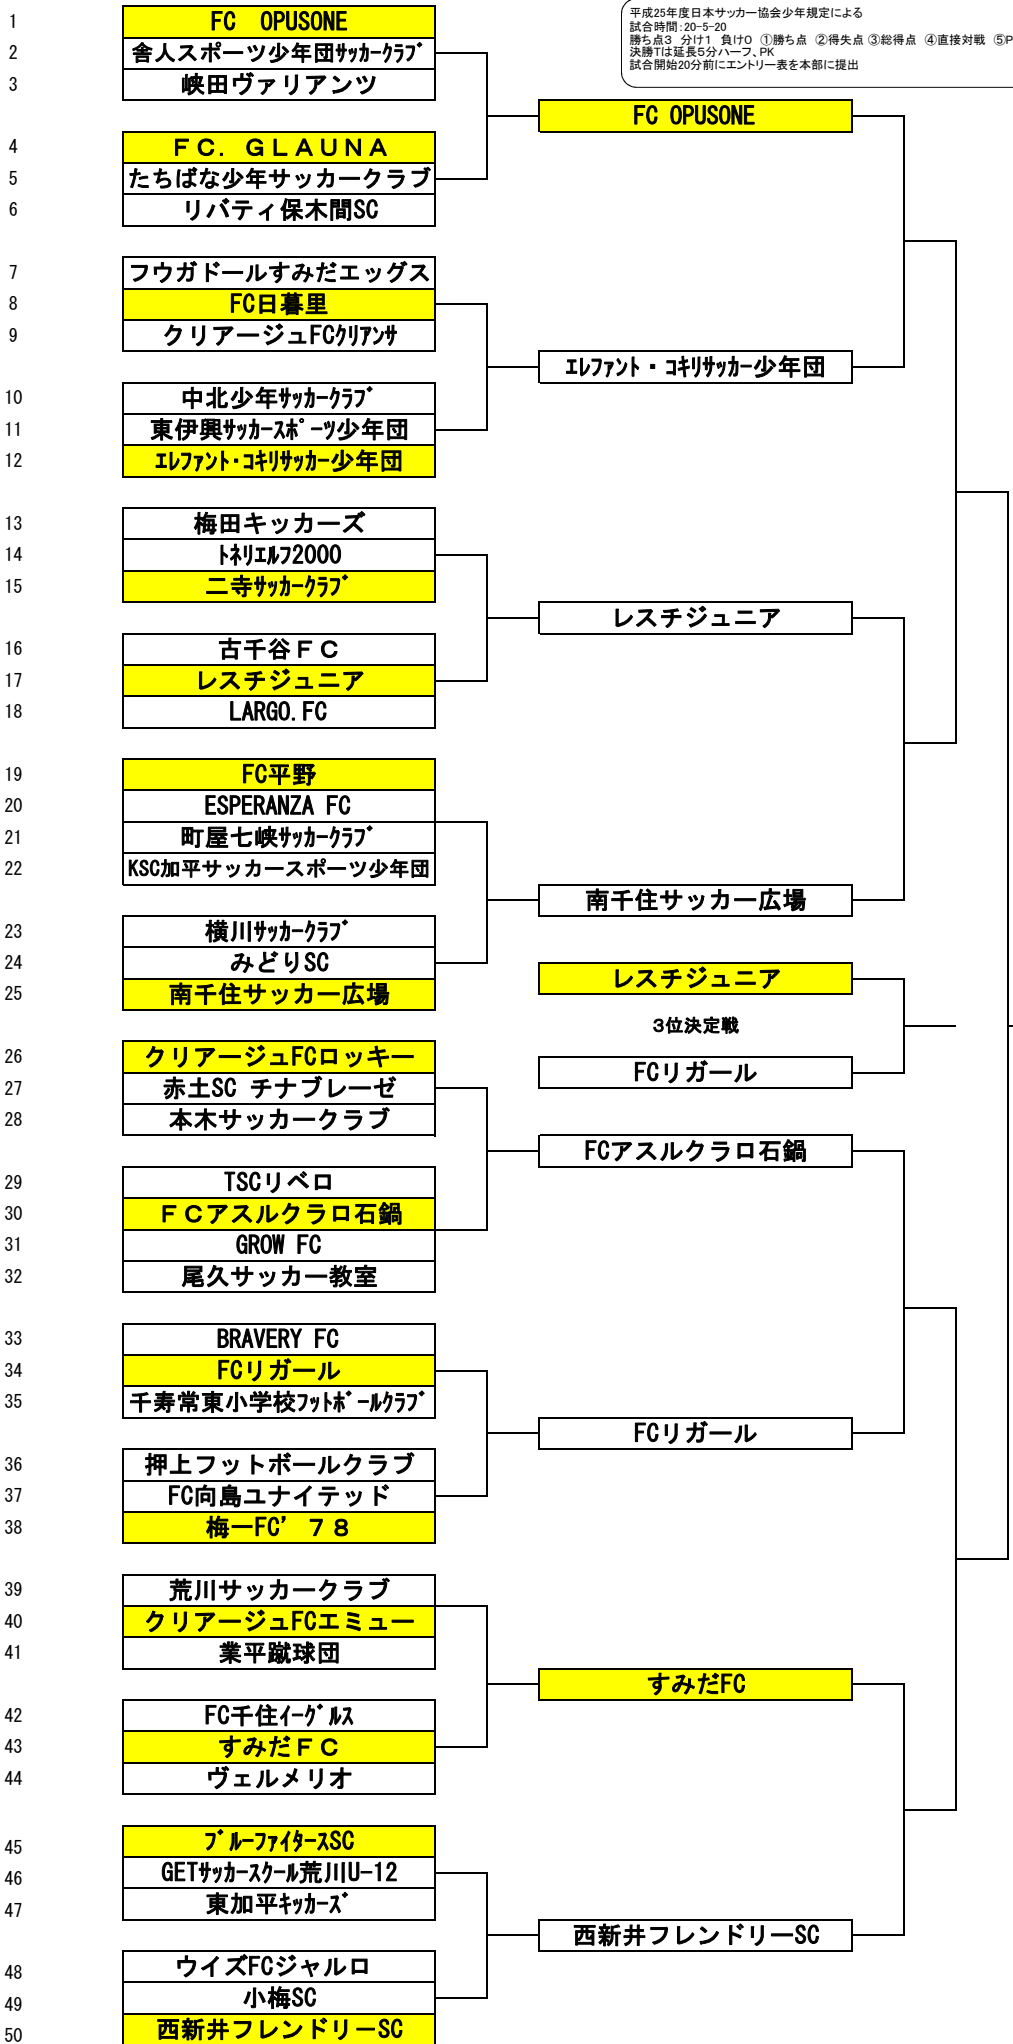 平成25年度日本サッカー協会少年規定による
試合時間:20-5-20
勝ち点3 分け1 負け0 ①勝ち点 ②得失点 ③総得点 ④直接対戦 ⑤P
決勝Tは延長5分ハーフ、PK
試合開始20分前にエントリー表を本部に提出
1 FC OPUSONE
2 舎人スポーツ少年団サッカークラブ
3 峡田ヴァリアンツ
FC OPUSONE
4 FC. GLAUNA
5 たちばな少年サッカークラブ
6 リバティ保木間SC
7 フウガドールすみだエッグス
8 FC日暮里
9 クリアージュFCクリアンサ
エレファント・コキリサッカー少年団
10 中北少年サッカークラブ
11 東伊興サッカースポーツ少年団
12 エレファント・コキリサッカー少年団
13 梅田キッカーズ
14 トネリエルフ2000
15 二寺サッカークラブ
レスチジュニア
16 古千谷FC
17 レスチジュニア
18 LARGO.FC
19 FC平野
20 ESPERANZA FC
21 町屋七峡サッカークラブ
22 KSC加平サッカースポーツ少年団
南千住サッカー広場
23 横川サッカークラブ
24 みどりSC
25 南千住サッカー広場
レスチジュニア
3位決定戦
FCリガール
26 クリアージュFCロッキー
27 赤土SC チナブレーゼ
28 本木サッカークラブ
FCアスルクラロ石鍋
29 TSCリベロ
30 FCアスルクラロ石鍋
31 GROW FC
32 尾久サッカー教室
33 BRAVERY FC
34 FCリガール
35 千寿常東小学校フットボールクラブ
FCリガール
36 押上フットボールクラブ
37 FC向島ユナイテッド
38 梅一FC’78
39 荒川サッカークラブ
40 クリアージュFCエミュー
41 業平蹴球団
すみだFC
42 FC千住イーグルス
43 すみだFC
44 ヴェルメリオ
45 ブルーファイターズSC
46 GETサッカースクール荒川U-12
47 東加平キッカーズ
西新井フレンドリーSC
48 ウイズFCジャルロ
49 小梅SC
50 西新井フレンドリーSC